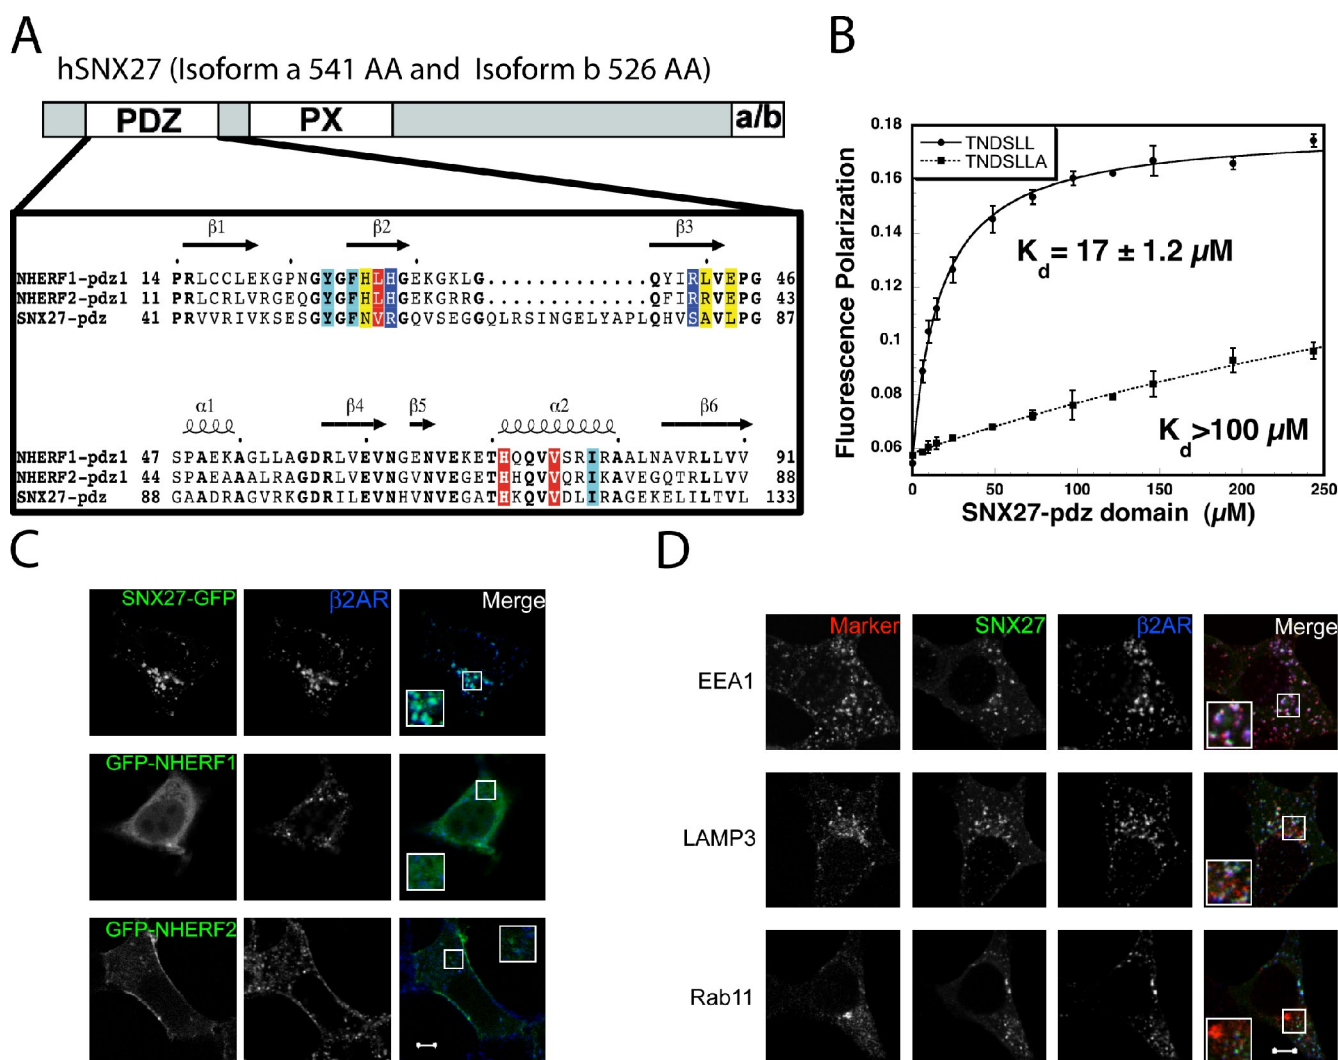 A
hSNX27 (Isoform a 541 AA and Isoform b 526 AA)
PDZ PX a/b
β1 β2 β3
NHERF1-pdz1 14 PRLCCLEKGPNGYGFHLHGEKGKLG.............QYIRLVEPG 46
NHERF2-pdz1 11 PRLCRLVRGEQGYGFHLHGEKGRRG.............QFIRRVEPG 43
SNX27-pdz 41 PRVVRIVKSESGYGFNVRGQVSEGGQLRSINGELYAPLQHVSALPG 87
α1 β4 β5 α2 β6
NHERF1-pdz1 47 SPAEKAGLLAGDRLVEVNGENVEKETHQQVVSRIRAALNAVRLLVV 91
NHERF2-pdz1 44 SPAEAAALRAGDRLVEVNGVNVEGETHHQVVQRIKAVEGQTRLLVV 88
SNX27-pdz 88 GAADRAGVRKGDRILEVNHVNVEGATHKQVVDLIRAGEKELILTVL 133
B
Fluorescence Polarization
0.18
0.16
0.14
0.12
0.1
0.08
0.06
TNDSLL
TNDSLLA
Kd = 17 ± 1.2 µM
Kd>100 µM
0 50 100 150 200 250
SNX27-pdz domain (µM)
C
SNX27-GFP β2AR Merge
GFP-NHERF1
GFP-NHERF2
D
Marker SNX27 β2AR Merge
EEA1
LAMP3
Rab11